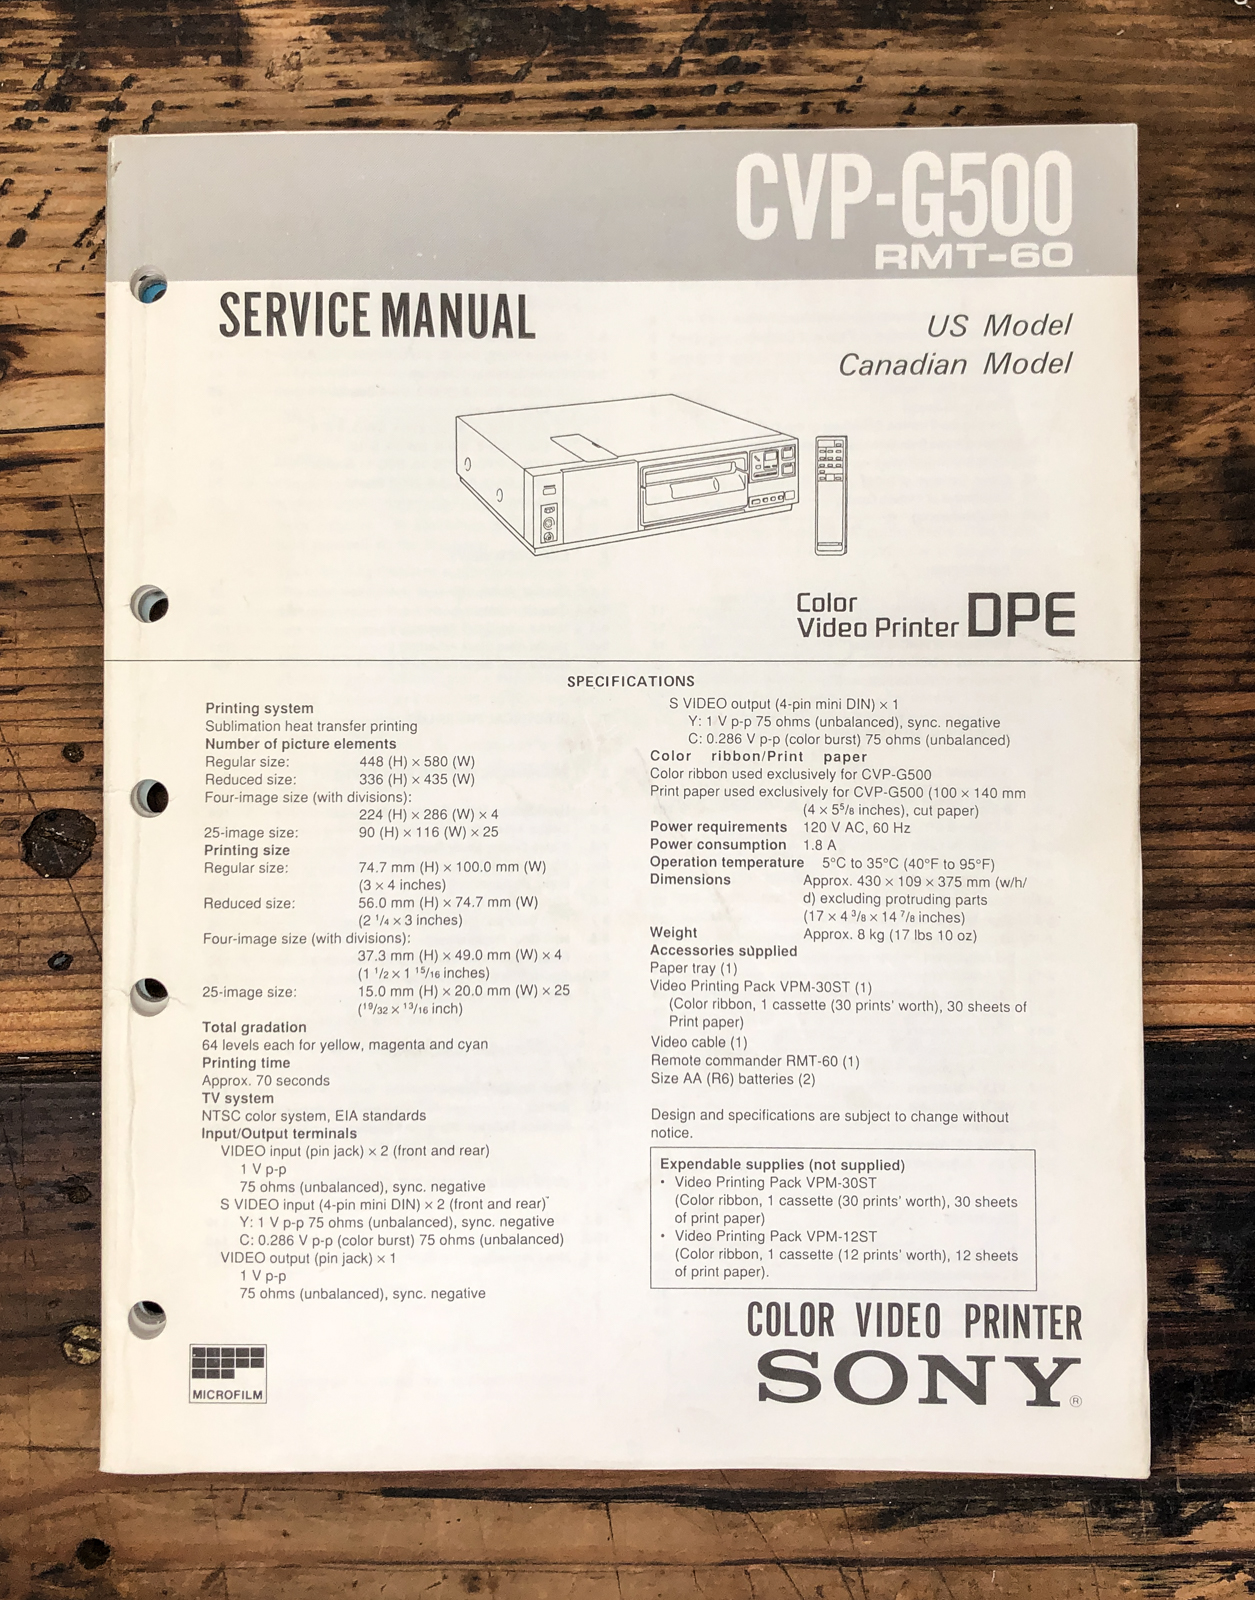 CVP-G500
RMT-60
SERVICE MANUAL
US Model
Canadian Model
Color
Video Printer DPE
SPECIFICATIONS
Printing system
Sublimation heat transfer printing
Number of picture elements
Regular size: 448 (H) × 580 (W)
Reduced size: 336 (H) × 435 (W)
Four-image size (with divisions):
224 (H) × 286 (W) × 4
25-image size: 90 (H) × 116 (W) × 25
Printing size
Regular size: 74.7 mm (H) × 100.0 mm (W)
(3 × 4 inches)
Reduced size: 56.0 mm (H) × 74.7 mm (W)
(2 1/4 × 3 inches)
Four-image size (with divisions):
37.3 mm (H) × 49.0 mm (W) × 4
(1 1/2 × 1 15/16 inches)
25-image size: 15.0 mm (H) × 20.0 mm (W) × 25
(19/32 × 13/16 inch)
Total gradation
64 levels each for yellow, magenta and cyan
Printing time
Approx. 70 seconds
TV system
NTSC color system, EIA standards
Input/Output terminals
VIDEO input (pin jack) × 2 (front and rear)
1 V p-p
75 ohms (unbalanced), sync. negative
S VIDEO input (4-pin mini DIN) × 2 (front and rear)
Y: 1 V p-p 75 ohms (unbalanced), sync. negative
C: 0.286 V p-p (color burst) 75 ohms (unbalanced)
VIDEO output (pin jack) × 1
1 V p-p
75 ohms (unbalanced), sync. negative
S VIDEO output (4-pin mini DIN) × 1
Y: 1 V p-p 75 ohms (unbalanced), sync. negative
C: 0.286 V p-p (color burst) 75 ohms (unbalanced)
Color ribbon/Print paper
Color ribbon used exclusively for CVP-G500
Print paper used exclusively for CVP-G500 (100 × 140 mm
(4 × 5 5/8 inches), cut paper)
Power requirements 120 V AC, 60 Hz
Power consumption 1.8 A
Operation temperature 5°C to 35°C (40°F to 95°F)
Dimensions Approx. 430 × 109 × 375 mm (w/h/
d) excluding protruding parts
(17 × 4 3/8 × 14 7/8 inches)
Weight Approx. 8 kg (17 lbs 10 oz)
Accessories supplied
Paper tray (1)
Video Printing Pack VPM-30ST (1)
(Color ribbon, 1 cassette (30 prints' worth), 30 sheets of
Print paper)
Video cable (1)
Remote commander RMT-60 (1)
Size AA (R6) batteries (2)
Design and specifications are subject to change without
notice.
Expendable supplies (not supplied)
• Video Printing Pack VPM-30ST
(Color ribbon, 1 cassette (30 prints' worth), 30 sheets
of print paper)
• Video Printing Pack VPM-12ST
(Color ribbon, 1 cassette (12 prints' worth), 12 sheets
of print paper).
MICROFILM
COLOR VIDEO PRINTER
SONY®